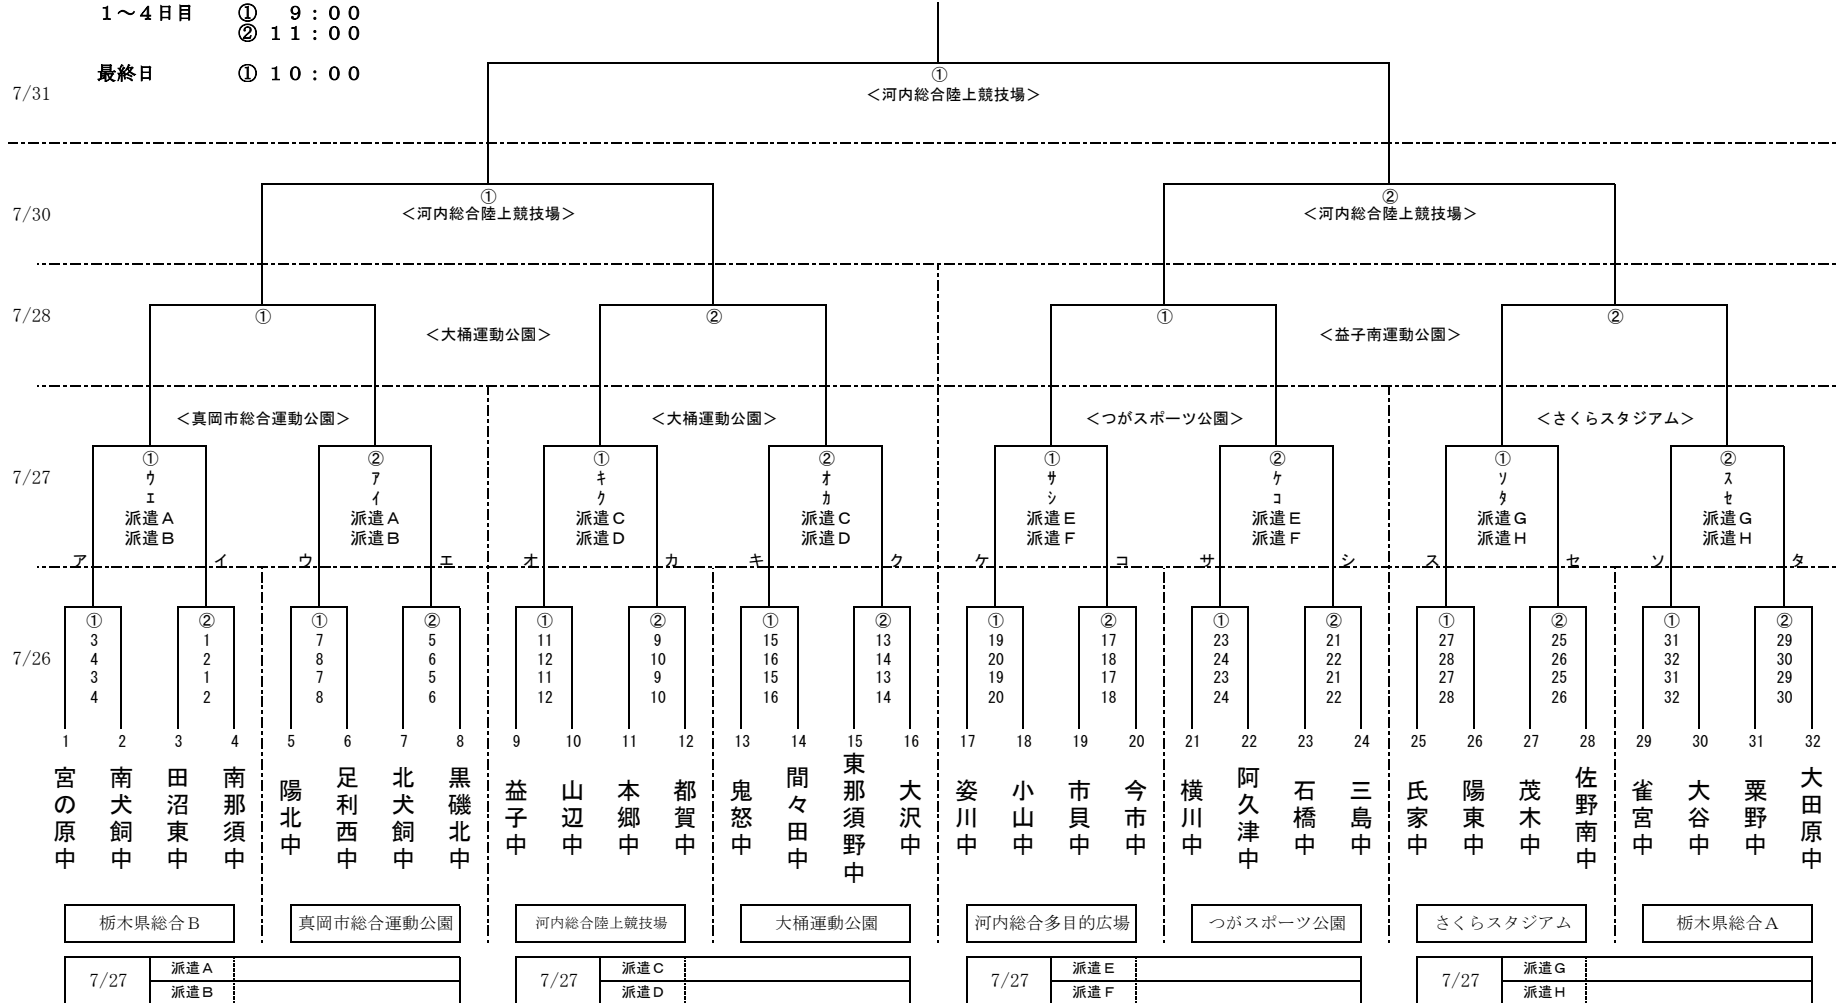 1～4日目 ① 9：00
② 11：00
最終日 ① 10：00
①
7/31 ＜河内総合陸上競技場＞
① ②
7/30 ＜河内総合陸上競技場＞ ＜河内総合陸上競技場＞
7/28 ① ② ① ②
＜大桶運動公園＞ ＜益子南運動公園＞
＜真岡市総合運動公園＞ ＜大桶運動公園＞ ＜つがスポーツ公園＞ ＜さくらスタジアム＞
① ② ① ② ① ② ① ②
7/27 ウ ア キ オ サ ケ ソ ス
エ イ ク カ シ コ タ セ
派遣A 派遣A 派遣C 派遣C 派遣E 派遣E 派遣G 派遣G
派遣B 派遣B 派遣D 派遣D 派遣F 派遣F 派遣H 派遣H
ア イ ウ エ オ カ キ ク ケ コ サ シ ス セ ソ タ
① ② ① ② ① ② ① ② ① ② ① ② ① ② ① ②
3 1 7 5 11 9 15 13 19 17 23 21 27 25 31 29
7/26 4 2 8 6 12 10 16 14 20 18 24 22 28 26 32 30
3 1 7 5 11 9 15 13 19 17 23 21 27 25 31 29
4 2 8 6 12 10 16 14 20 18 24 22 28 26 32 30
1 2 3 4 5 6 7 8 9 10 11 12 13 14 15 16 17 18 19 20 21 22 23 24 25 26 27 28 29 30 31 32
宮の原中
南犬飼中
田沼東中
南那須中
陽北中
足利西中
北犬飼中
黒磯北中
益子中
山辺中
本郷中
都賀中
鬼怒中
間々田中
東那須野中
大沢中
姿川中
小山中
市貝中
今市中
横川中
阿久津中
石橋中
三島中
氏家中
陽東中
茂木中
佐野南中
雀宮中
大谷中
粟野中
大田原中
栃木県総合B 真岡市総合運動公園 河内総合陸上競技場 大桶運動公園 河内総合多目的広場 つがスポーツ公園 さくらスタジアム 栃木県総合A
7/27 派遣A 7/27 派遣C 7/27 派遣E 7/27 派遣G
派遣B 派遣D 派遣F 派遣H